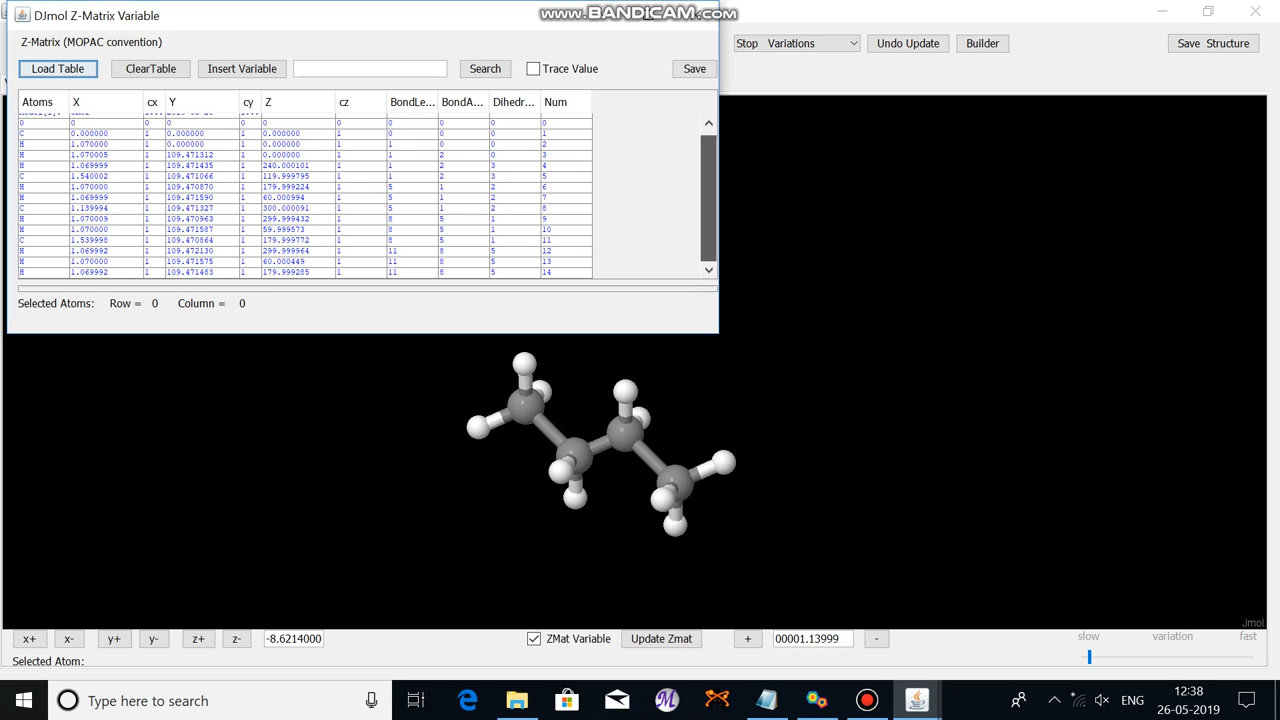 DJmol Z-Matrix Variable
www.BANDICAM.com
Z-Matrix (MOPAC convention)
Stop Variations Undo Update Builder Save Structure
Load Table ClearTable Insert Variable Search Trace Value Save
Atoms X cx Y cy Z cz BondLe... BondA... Dihedr... Num
0 0 0 0 0 0 0 0 0 0 0
C 0.000000 1 0.000000 1 0.000000 1 0 0 0 1
H 1.070000 1 0.000000 1 0.000000 1 1 0 0 2
H 1.070005 1 109.471312 1 0.000000 1 1 2 0 3
H 1.069999 1 109.471435 1 240.000101 1 1 2 3 4
C 1.540002 1 109.471066 1 119.999795 1 1 2 3 5
H 1.070000 1 109.470870 1 179.999224 1 5 1 2 6
H 1.069999 1 109.471590 1 60.000994 1 5 1 2 7
C 1.139994 1 109.471327 1 300.000091 1 5 1 2 8
H 1.070009 1 109.470963 1 299.999432 1 8 5 1 9
H 1.070000 1 109.471587 1 59.999573 1 8 5 1 10
C 1.539998 1 109.470864 1 179.999772 1 8 5 1 11
H 1.069992 1 109.472130 1 299.999964 1 11 8 5 12
H 1.070000 1 109.471575 1 60.000449 1 11 8 5 13
H 1.069992 1 109.471483 1 179.999285 1 11 8 5 14
Selected Atoms: Row = 0 Column = 0
Jmol
x+ x- y+ y- z+ z- -8.6214000 ZMat Variable Update Zmat + 00001.13999 - slow variation fast
Selected Atom:
Type here to search
ENG
12:38
26-05-2019